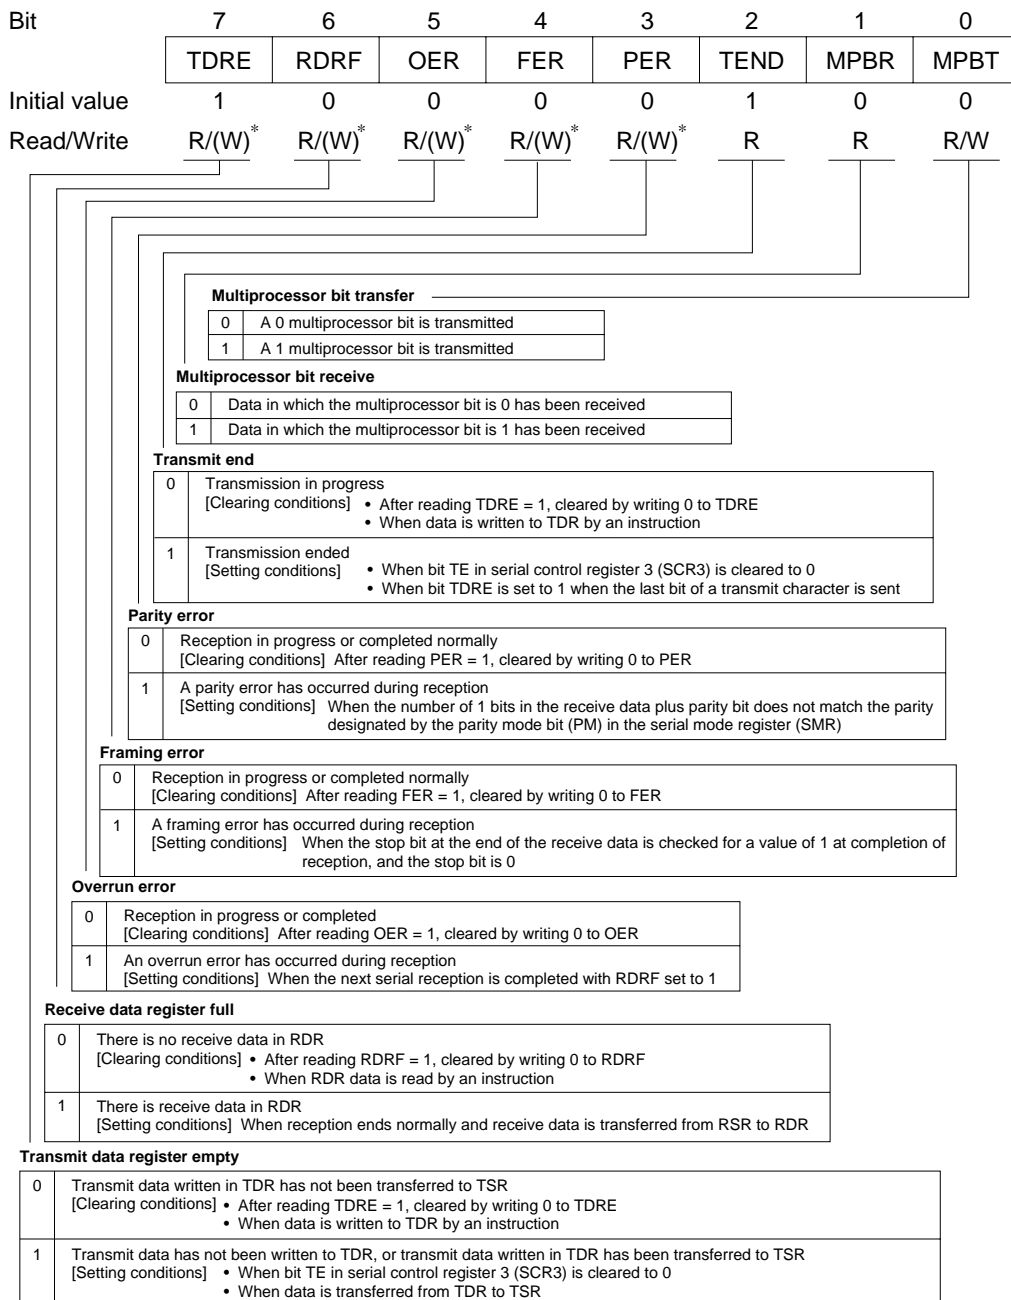 Bit 7 6 5 4 3 2 1 0
TDRE RDRF OER FER PER TEND MPBR MPBT
Initial value 1 0 0 0 0 1 0 0
Read/Write R/(W)* R/(W)* R/(W)* R/(W)* R/(W)* R R R/W
Multiprocessor bit transfer
0 A 0 multiprocessor bit is transmitted
1 A 1 multiprocessor bit is transmitted
Multiprocessor bit receive
0 Data in which the multiprocessor bit is 0 has been received
1 Data in which the multiprocessor bit is 1 has been received
Transmit end
0 Transmission in progress
[Clearing conditions] • After reading TDRE = 1, cleared by writing 0 to TDRE
• When data is written to TDR by an instruction
1 Transmission ended
[Setting conditions] • When bit TE in serial control register 3 (SCR3) is cleared to 0
• When bit TDRE is set to 1 when the last bit of a transmit character is sent
Parity error
0 Reception in progress or completed normally
[Clearing conditions] After reading PER = 1, cleared by writing 0 to PER
1 A parity error has occurred during reception
[Setting conditions] When the number of 1 bits in the receive data plus parity bit does not match the parity
designated by the parity mode bit (PM) in the serial mode register (SMR)
Framing error
0 Reception in progress or completed normally
[Clearing conditions] After reading FER = 1, cleared by writing 0 to FER
1 A framing error has occurred during reception
[Setting conditions] When the stop bit at the end of the receive data is checked for a value of 1 at completion of
reception, and the stop bit is 0
Overrun error
0 Reception in progress or completed
[Clearing conditions] After reading OER = 1, cleared by writing 0 to OER
1 An overrun error has occurred during reception
[Setting conditions] When the next serial reception is completed with RDRF set to 1
Receive data register full
0 There is no receive data in RDR
[Clearing conditions] • After reading RDRF = 1, cleared by writing 0 to RDRF
• When RDR data is read by an instruction
1 There is receive data in RDR
[Setting conditions] When reception ends normally and receive data is transferred from RSR to RDR
Transmit data register empty
0 Transmit data written in TDR has not been transferred to TSR
[Clearing conditions] • After reading TDRE = 1, cleared by writing 0 to TDRE
• When data is written to TDR by an instruction
1 Transmit data has not been written to TDR, or transmit data written in TDR has been transferred to TSR
[Setting conditions] • When bit TE in serial control register 3 (SCR3) is cleared to 0
• When data is transferred from TDR to TSR